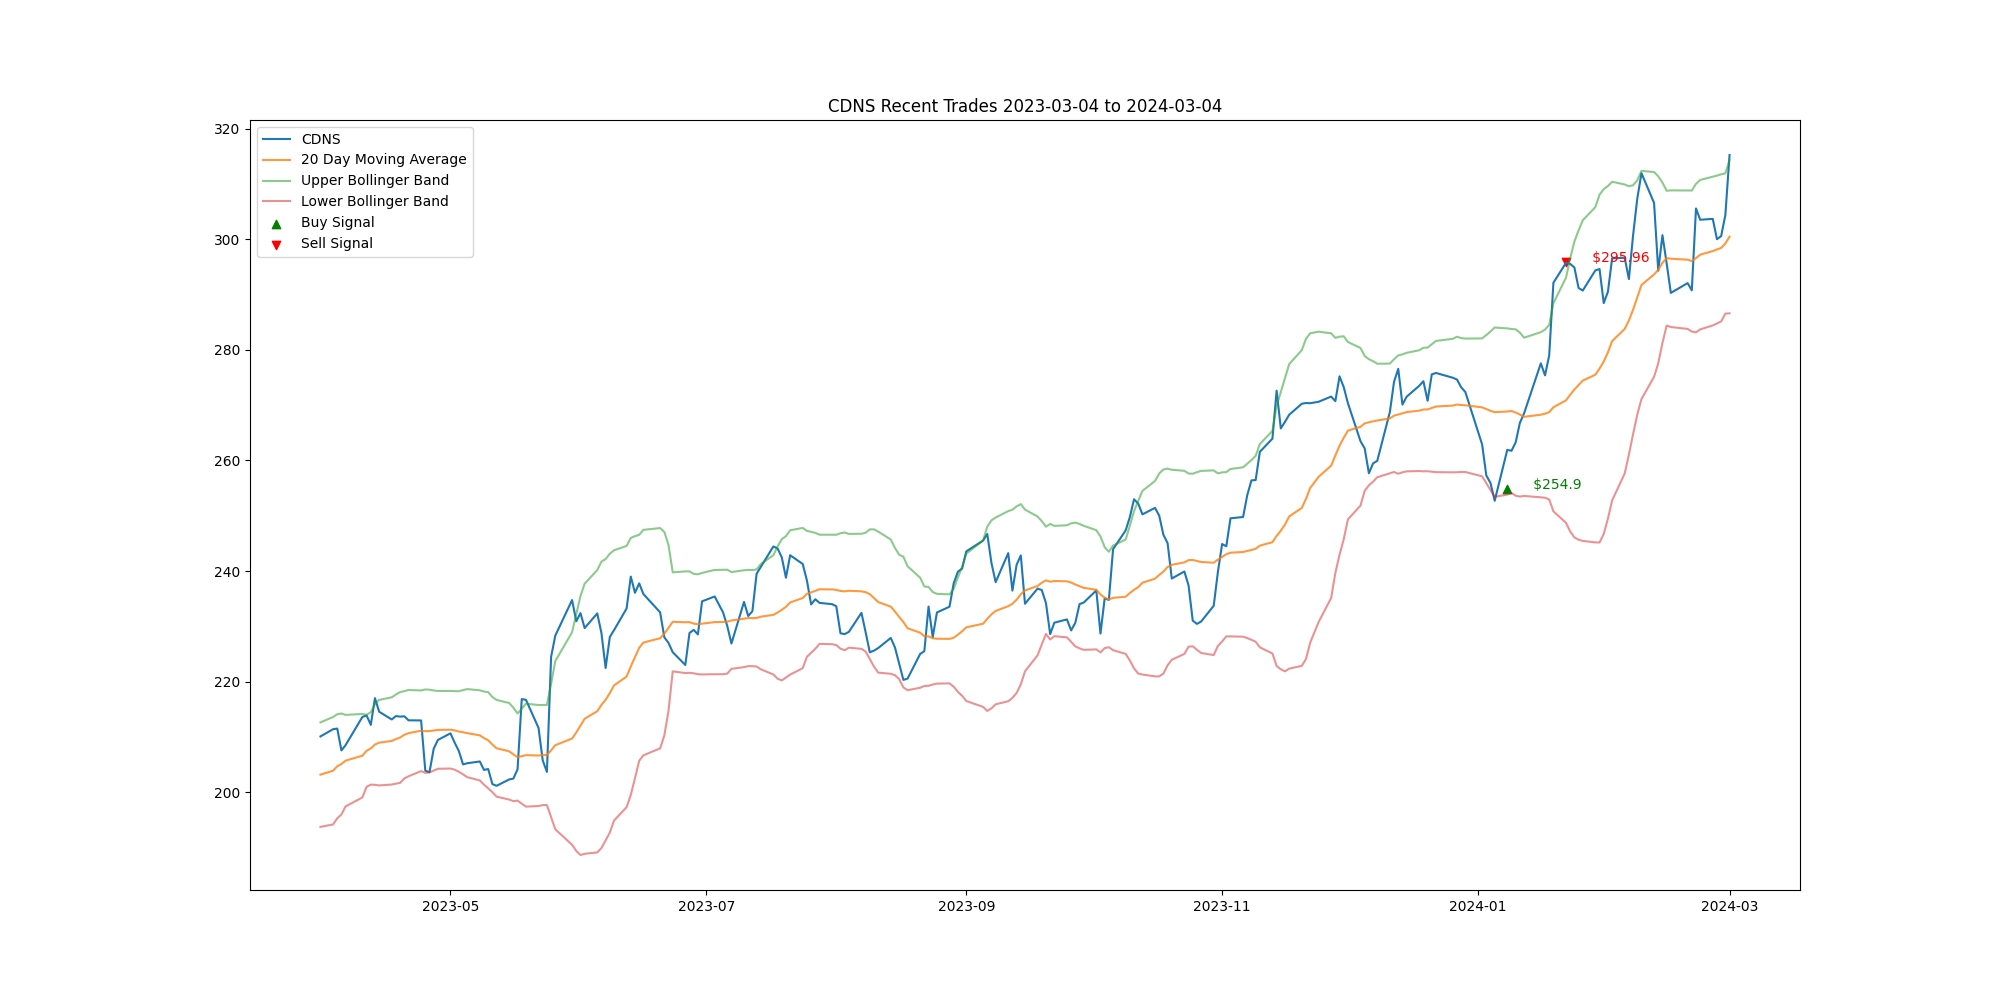 CDNS Recent Trades 2023-03-04 to 2024-03-04
320
300
280
260
240
220
200
CDNS
20 Day Moving Average
Upper Bollinger Band
Lower Bollinger Band
Buy Signal
Sell Signal
$295.96
$254.9
2023-05
2023-07
2023-09
2023-11
2024-01
2024-03